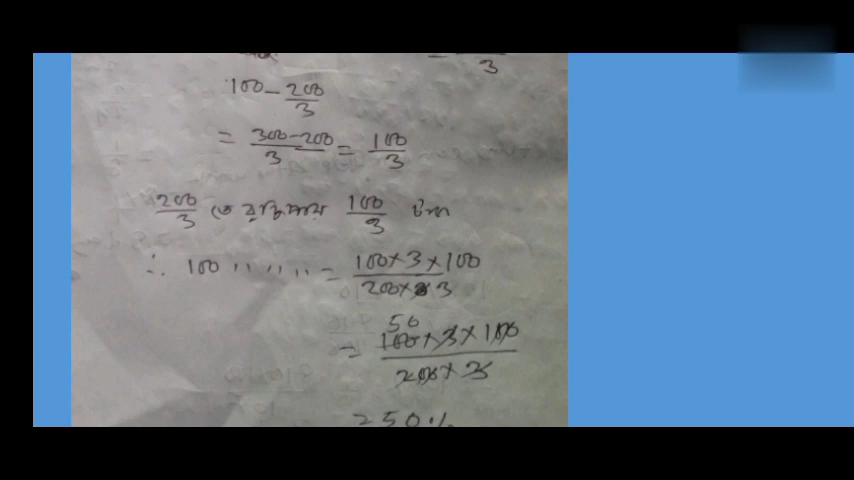 3
100 - 200/3
= 300-200/3 = 100/3
200/3 তে বৃদ্ধি পায় 100/3 টাকা
∴ 100 " " " " = 100×3×100/200×3
50
= 100×3×100/200×3
= 50%